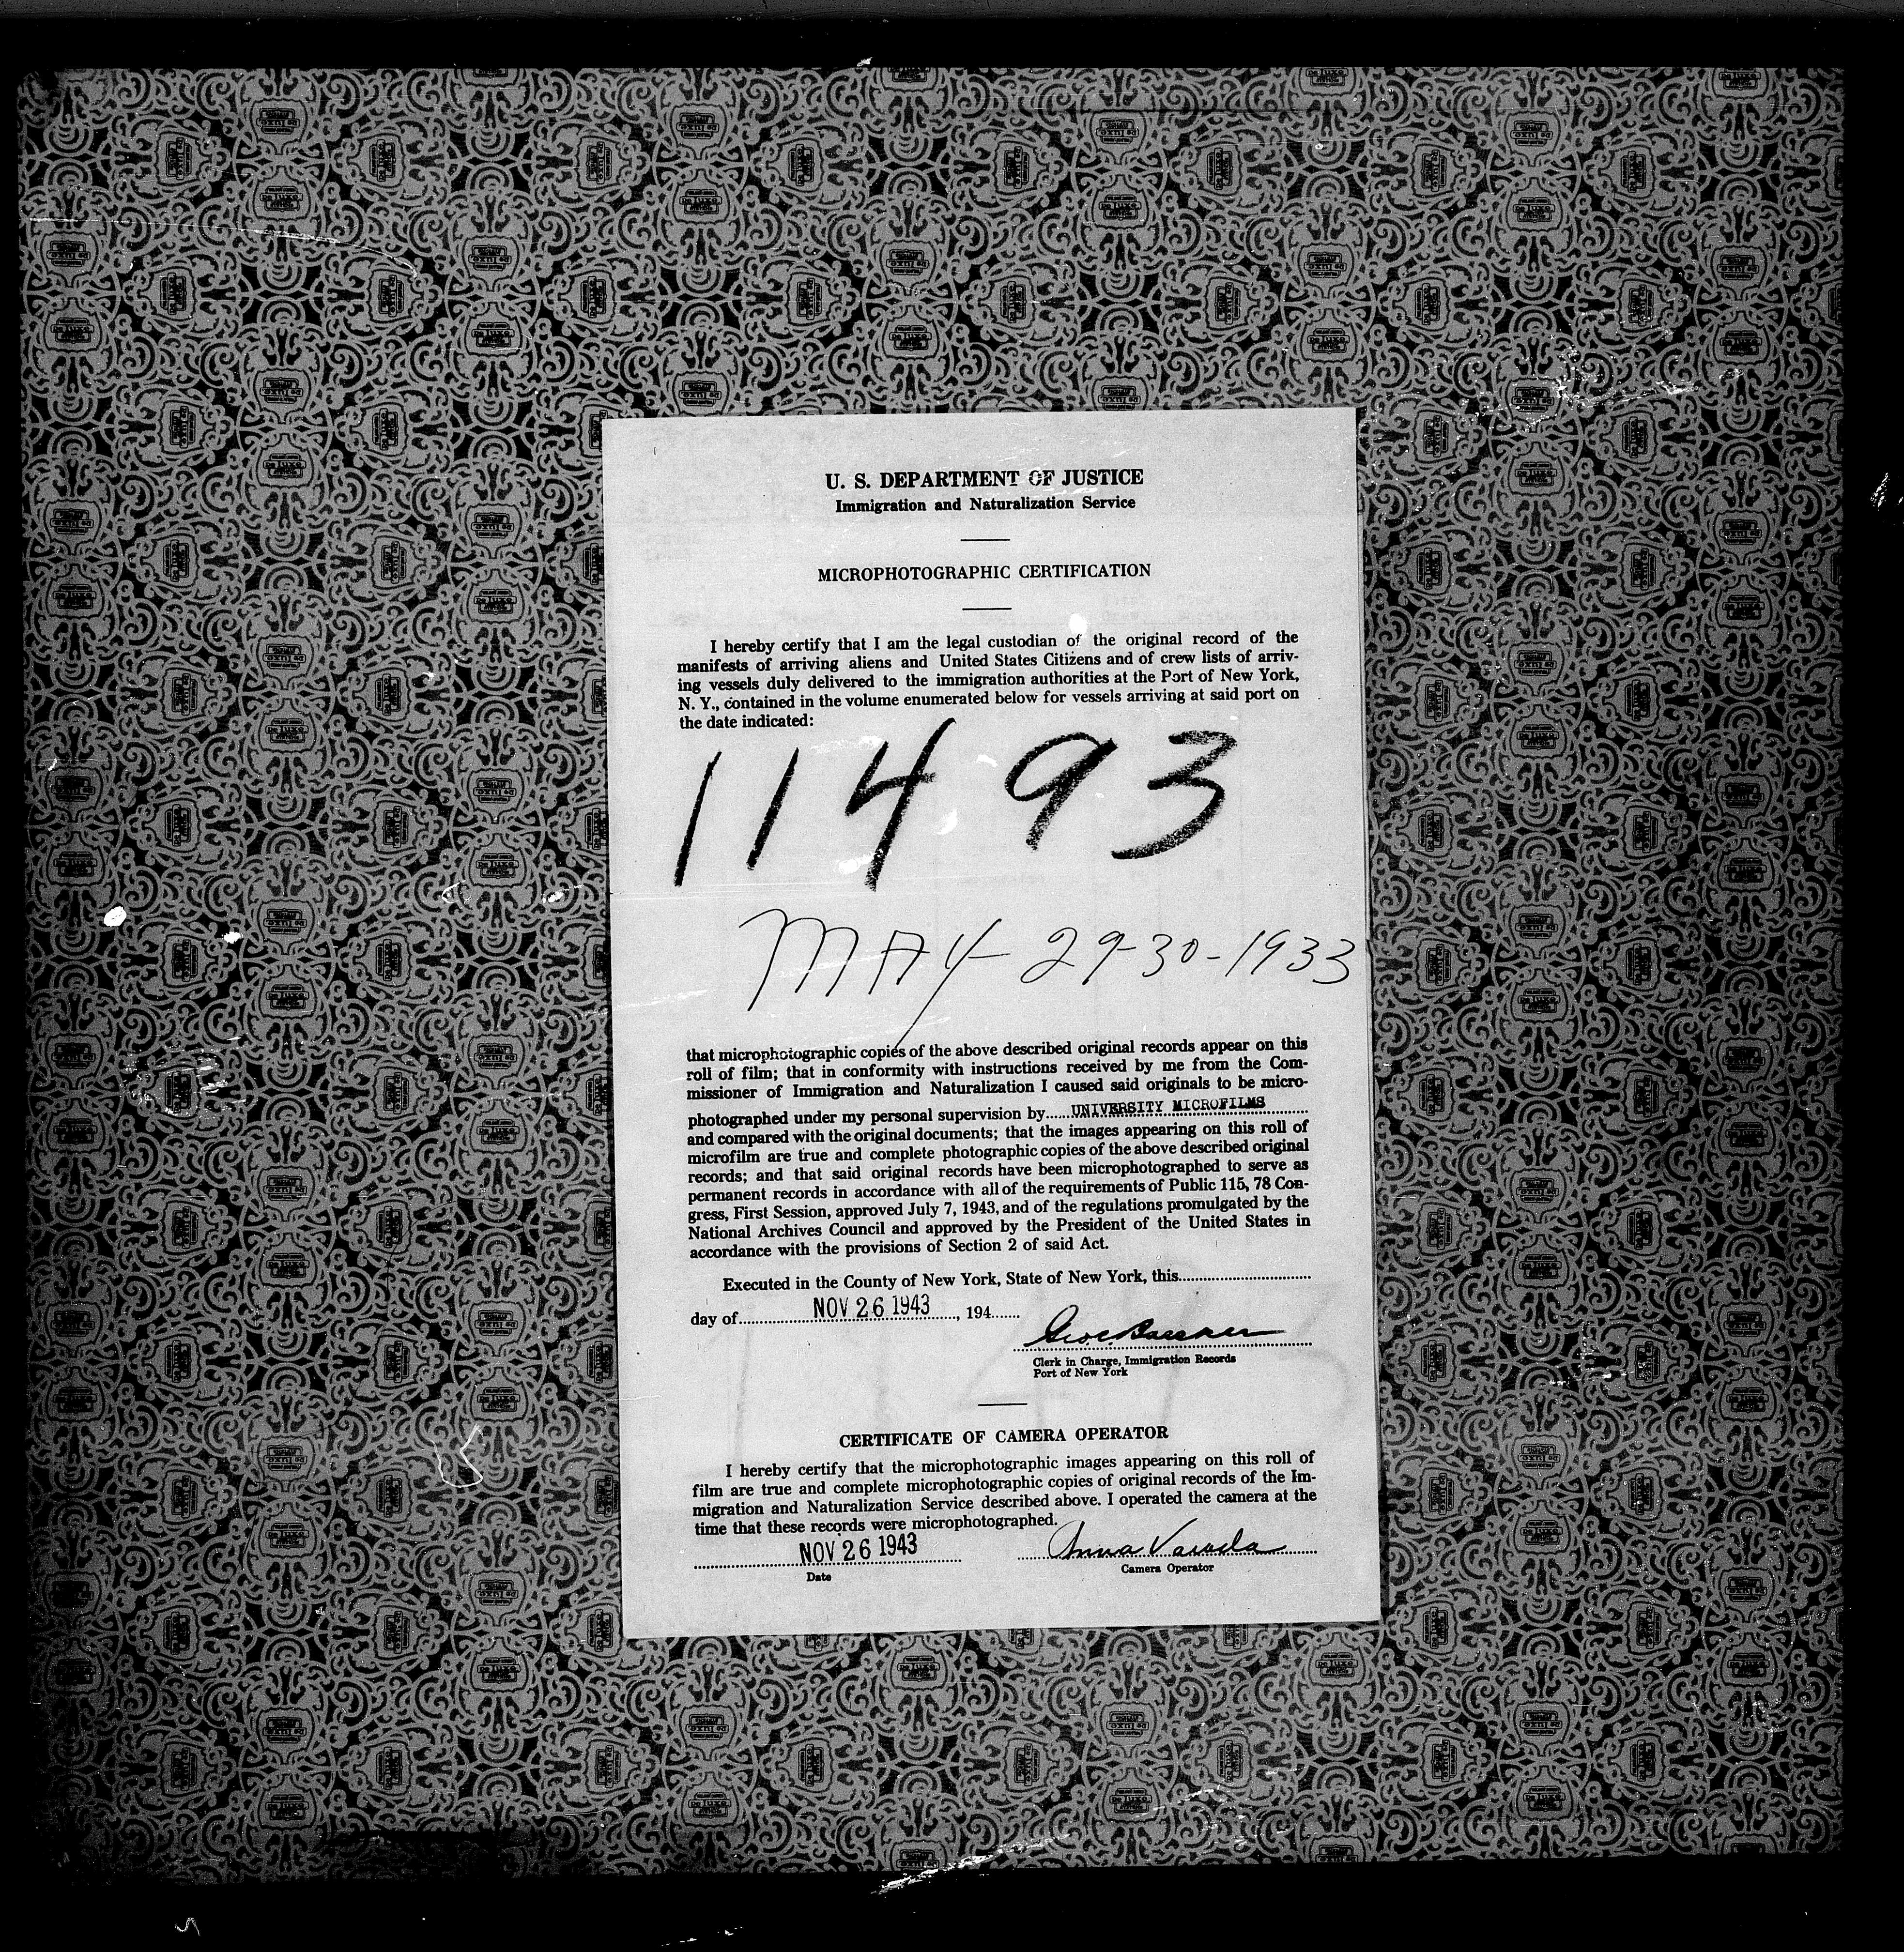 U. S. DEPARTMENT OF JUSTICE
Immigration and Naturalization Service
MICROPHOTOGRAPHIC CERTIFICATION
I hereby certify that I am the legal custodian of the original record of the
manifests of arriving aliens and United States Citizens and of crew lists of arriv-
ing vessels duly delivered to the immigration authorities at the Port of New York,
N. Y., contained in the volume enumerated below for vessels arriving at said port on
the date indicated:
11493
MAY 29-30-1933
that microphotographic copies of the above described original records appear on this
roll of film; that in conformity with instructions received by me from the Com-
missioner of Immigration and Naturalization I caused said originals to be micro-
photographed under my personal supervision by......UNIVERSITY MICROFILMS
and compared with the original documents; that the images appearing on this roll of
microfilm are true and complete photographic copies of the above described original
records; and that said original records have been microphotographed to serve as
permanent records in accordance with all of the requirements of Public 115, 78 Con-
gress, First Session, approved July 7, 1943, and of the regulations promulgated by the
National Archives Council and approved by the President of the United States in
accordance with the provisions of Section 2 of said Act.
Executed in the County of New York, State of New York, this
day of NOV 26 1943, 194
Clerk in Charge, Immigration Records
Port of New York
CERTIFICATE OF CAMERA OPERATOR
I hereby certify that the microphotographic images appearing on this roll of
film are true and complete microphotographic copies of original records of the Im-
migration and Naturalization Service described above. I operated the camera at the
time that these records were microphotographed.
NOV 26 1943 Anna
Date Camera Operator